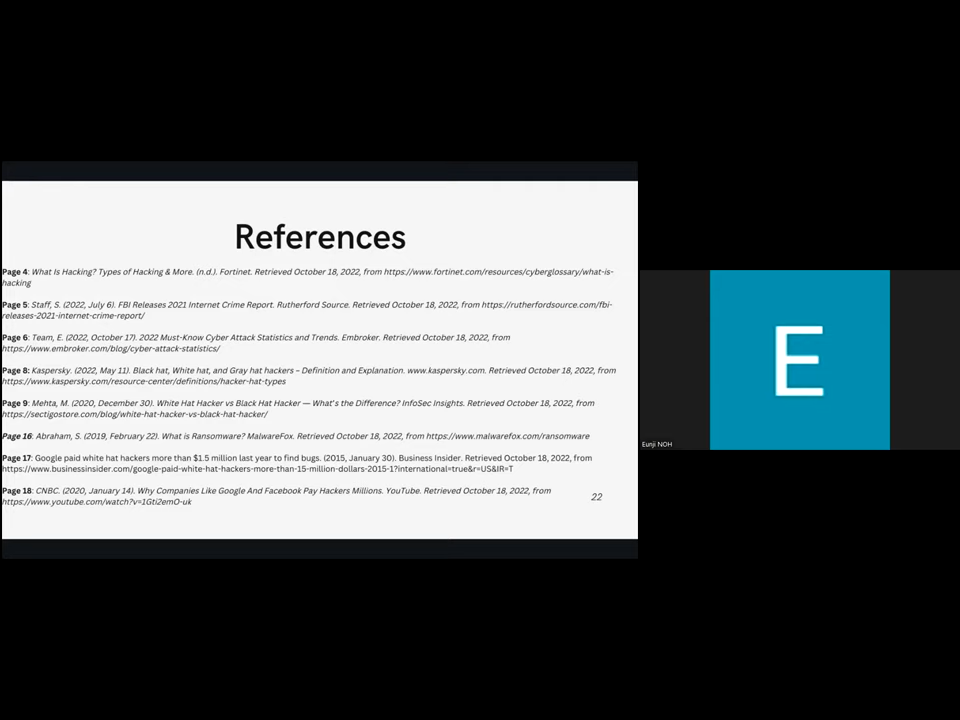 References
Page 4: What Is Hacking? Types of Hacking & More. (n.d.). Fortinet. Retrieved October 18, 2022, from https://www.fortinet.com/resources/cyberglossary/what-is-
hacking
Page 5: Staff, S. (2022, July 6). FBI Releases 2021 Internet Crime Report. Rutherford Source. Retrieved October 18, 2022, from https://rutherfordsource.com/fbi-
releases-2021-internet-crime-report/
Page 6: Team, E. (2022, October 17). 2022 Must-Know Cyber Attack Statistics and Trends. Embroker. Retrieved October 18, 2022, from
https://www.embroker.com/blog/cyber-attack-statistics/
Page 8: Kaspersky. (2022, May 11). Black hat, White hat, and Gray hat hackers – Definition and Explanation. www.kaspersky.com. Retrieved October 18, 2022, from
https://www.kaspersky.com/resource-center/definitions/hacker-hat-types
Page 9: Mehta, M. (2020, December 30). White Hat Hacker vs Black Hat Hacker — What's the Difference? InfoSec Insights. Retrieved October 18, 2022, from
https://sectigostore.com/blog/white-hat-hacker-vs-black-hat-hacker/
Page 16: Abraham, S. (2019, February 22). What is Ransomware? MalwareFox. Retrieved October 18, 2022, from https://www.malwarefox.com/ransomware
Page 17: Google paid white hat hackers more than $1.5 million last year to find bugs. (2015, January 30). Business Insider. Retrieved October 18, 2022, from
https://www.businessinsider.com/google-paid-white-hat-hackers-more-than-15-million-dollars-2015-1?international=true&r=US&IR=T
Page 18: CNBC. (2020, January 14). Why Companies Like Google And Facebook Pay Hackers Millions. YouTube. Retrieved October 18, 2022, from
https://www.youtube.com/watch?v=1Gti2emO-uk
22
E
Eunji NOH